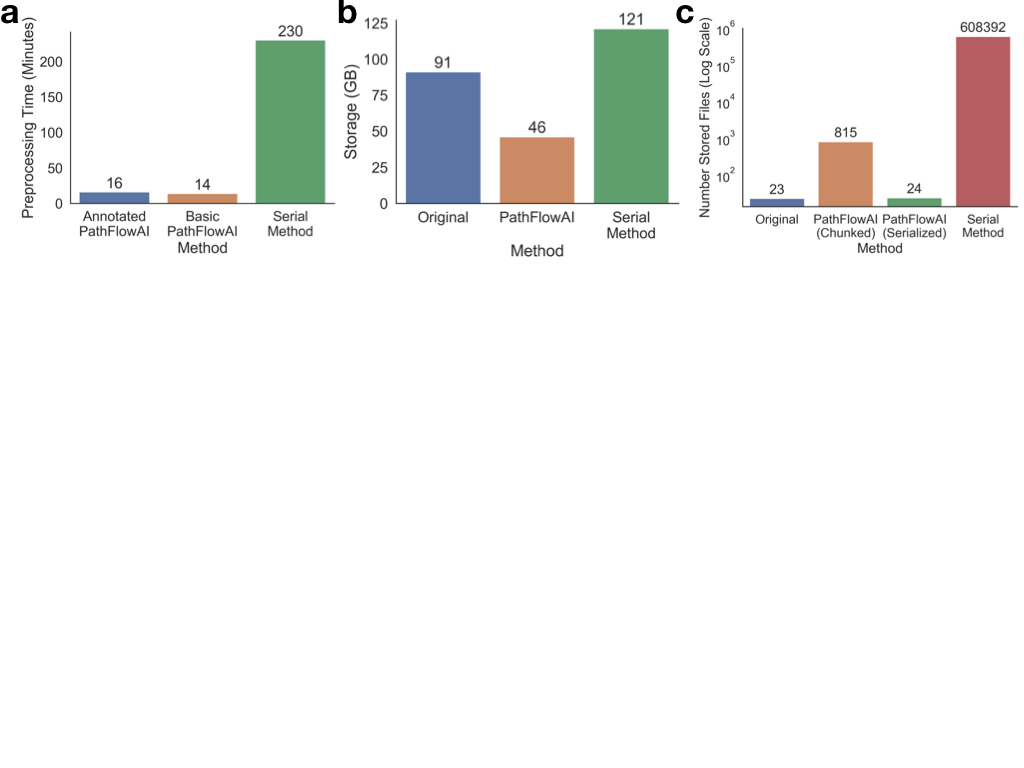 a
Preprocessing Time (Minutes)
200
150
100
50
0
16
14
230
Annotated
PathFlowAI
Basic
PathFlowAI
Serial
Method
Method
b
Storage (GB)
125
100
75
50
25
0
91
46
121
Original
PathFlowAI
Serial
Method
Method
c
Number Stored Files (Log Scale)
10^6
10^5
10^4
10^3
10^2
23
815
24
608392
Original
PathFlowAI
(Chunked)
PathFlowAI
(Serialized)
Serial
Method
Method